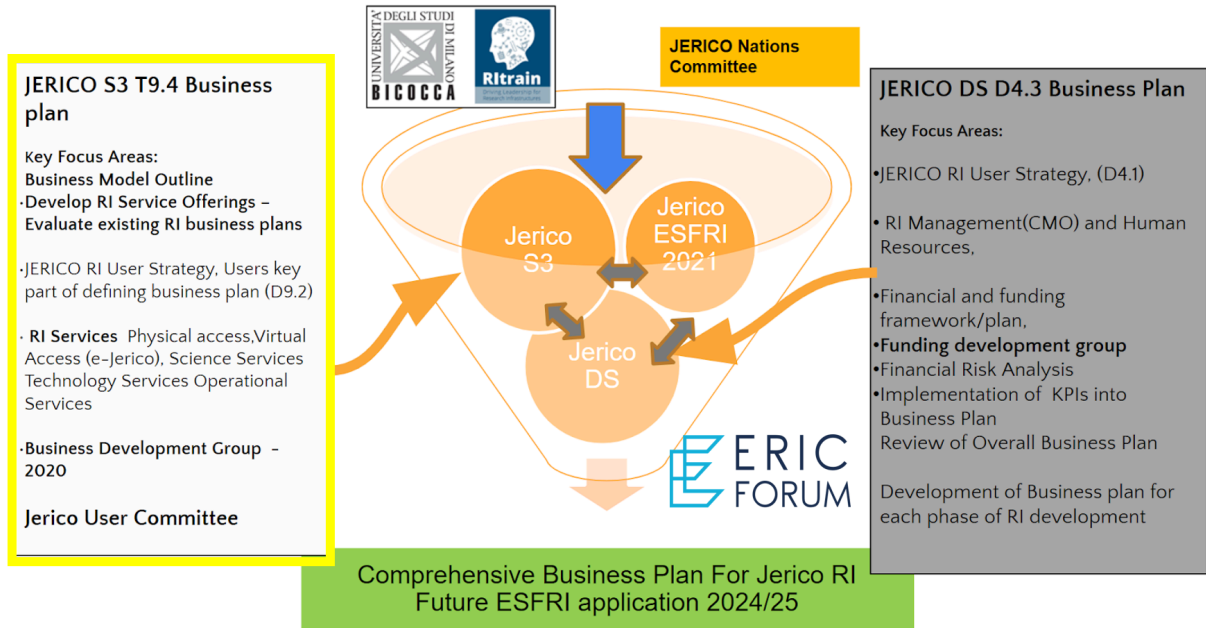 UNIVERSITÀ
DEGLI STUDI
DI MILANO
BICOCCA
RItrain
Driving Leadership for
Research Infrastructures
JERICO Nations
Committee
JERICO S3 T9.4 Business
plan
Key Focus Areas:
Business Model Outline
·Develop RI Service Offerings –
Evaluate existing RI business plans
·JERICO RI User Strategy, Users key
part of defining business plan (D9.2)
· RI Services  Physical access,Virtual
Access (e-Jerico), Science Services
Technology Services Operational
Services
·Business Development Group  -
2020
Jerico User Committee
Jerico
S3
Jerico
ESFRI
2021
Jerico
DS
ERIC
FORUM
JERICO DS D4.3 Business Plan
Key Focus Areas:
•JERICO RI User Strategy, (D4.1)
• RI Management(CMO) and Human
Resources,
•Financial and funding
framework/plan,
•Funding development group
•Financial Risk Analysis
•Implementation of  KPIs into
Business Plan
Review of Overall Business Plan
Development of Business plan for
each phase of RI development
Comprehensive Business Plan For Jerico RI
Future ESFRI application 2024/25